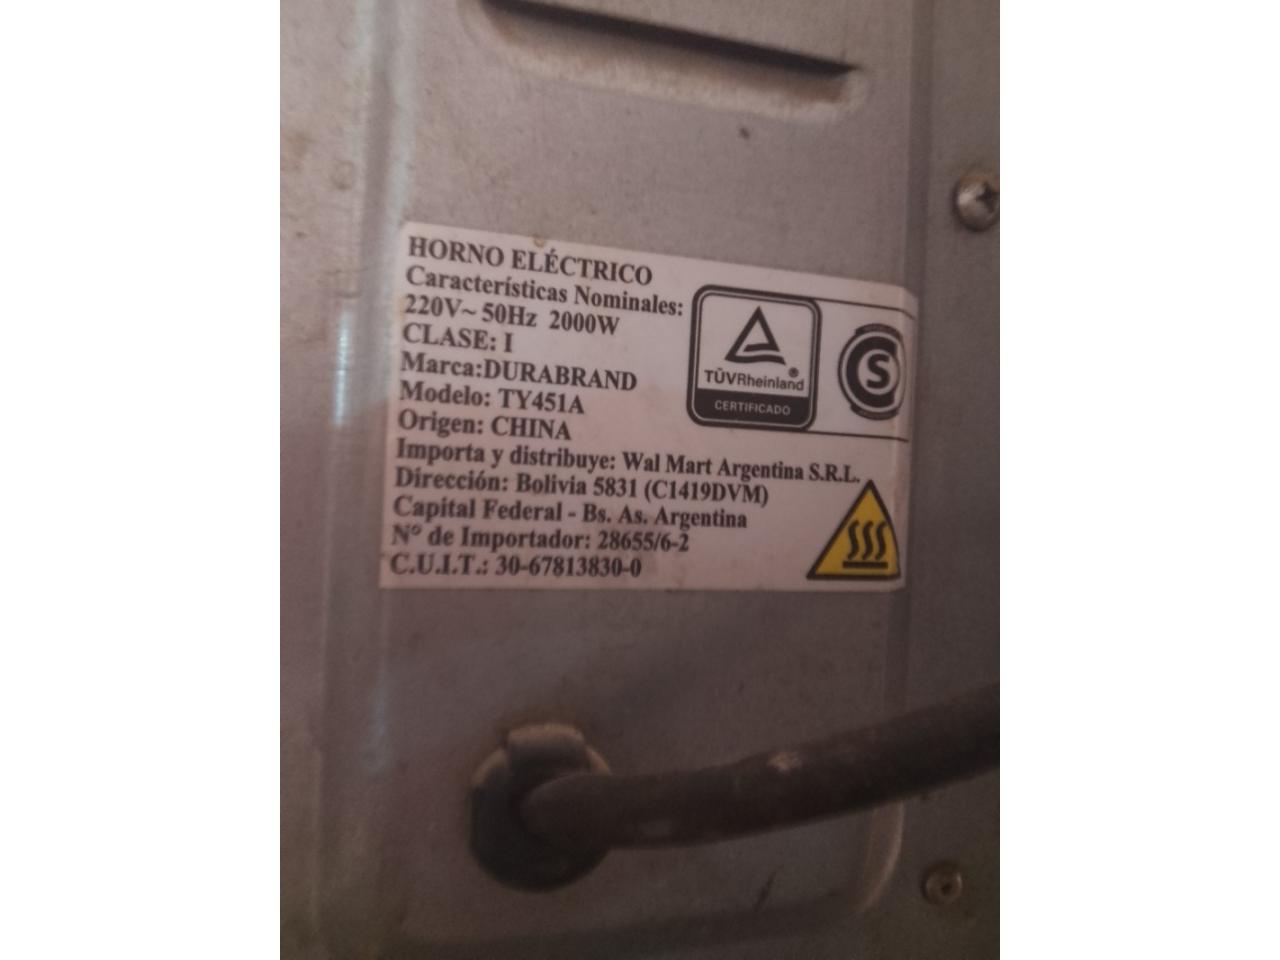 HORNO ELÉCTRICO
Características Nominales:
220V~ 50Hz 2000W
CLASE: I
Marca:DURABRAND
Modelo: TY451A
Origen: CHINA
Importa y distribuye: Wal Mart Argentina S.R.L.
Dirección: Bolivia 5831 (C1419DVM)
Capital Federal - Bs. As. Argentina
Nº de Importador: 28655/6-2
C.U.I.T.: 30-67813830-0
TÜVRheinland®
CERTIFICADO
S